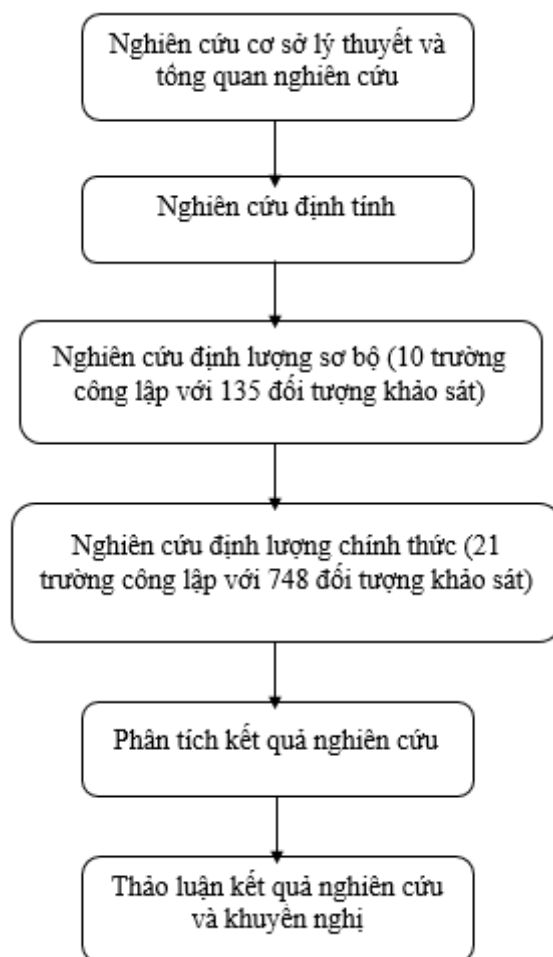 Nghiên cứu cơ sở lý thuyết và
tổng quan nghiên cứu
Nghiên cứu định tính
Nghiên cứu định lượng sơ bộ (10 trường
công lập với 135 đối tượng khảo sát)
Nghiên cứu định lượng chính thức (21
trường công lập với 748 đối tượng khảo sát)
Phân tích kết quả nghiên cứu
Thảo luận kết quả nghiên cứu
và khuyến nghị